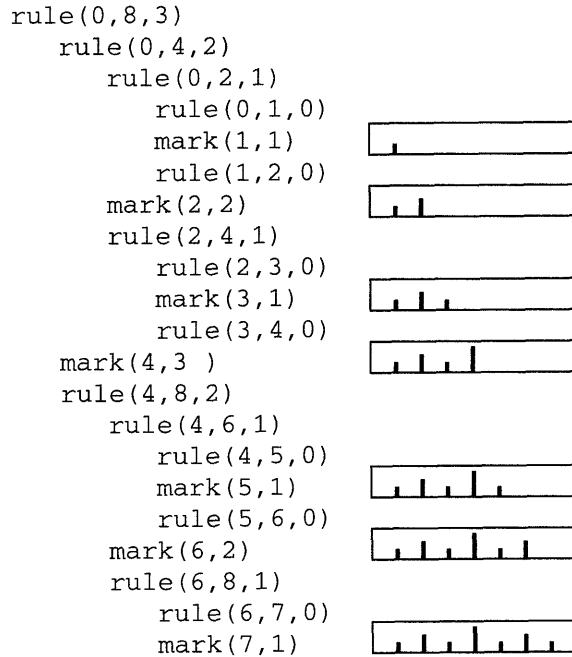 rule(0,8,3)
rule(0,4,2)
rule(0,2,1)
rule(0,1,0)
mark(1,1)
rule(1,2,0)
mark(2,2)
rule(2,4,1)
rule(2,3,0)
mark(3,1)
rule(3,4,0)
mark(4,3 )
rule(4,8,2)
rule(4,6,1)
rule(4,5,0)
mark(5,1)
rule(5,6,0)
mark(6,2)
rule(6,8,1)
rule(6,7,0)
mark(7,1)